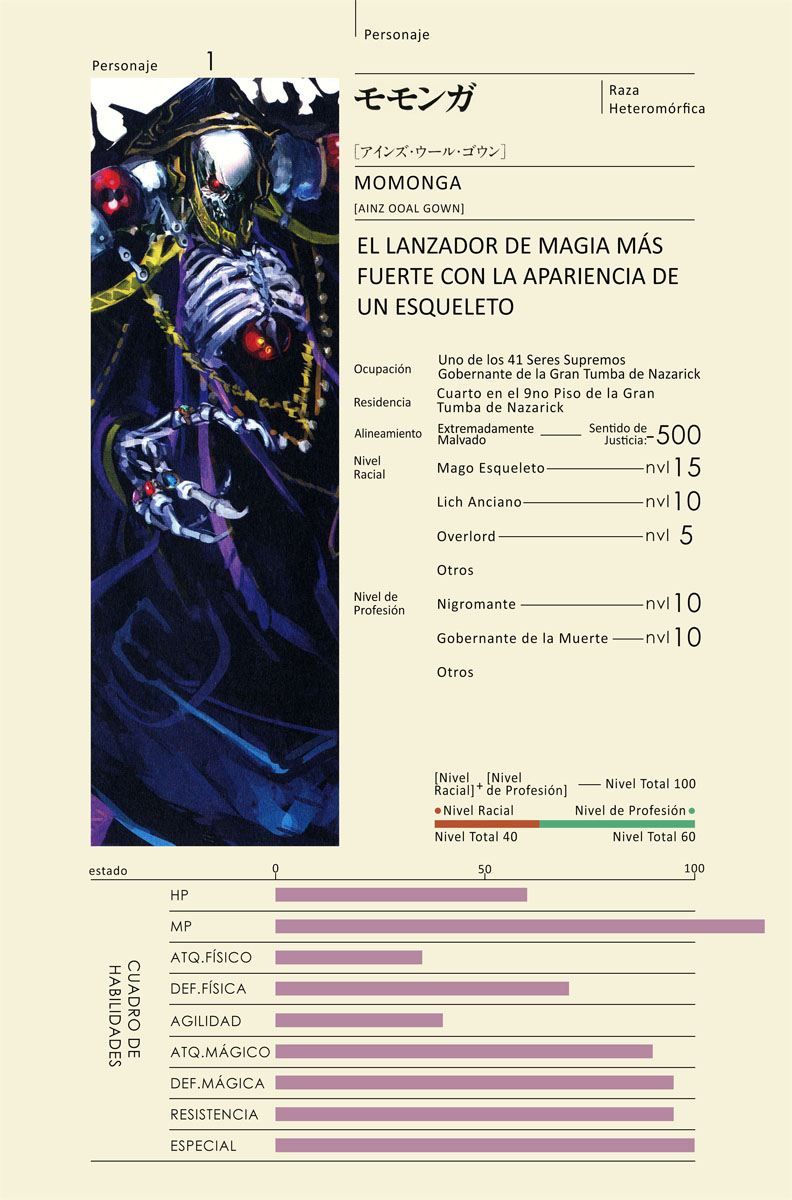 Personaje
Personaje 1
モモンガ
Raza
Heteromórfica
[アインズ・ウール・ゴウン]
MOMONGA
[AINZ OOAL GOWN]
EL LANZADOR DE MAGIA MÁS
FUERTE CON LA APARIENCIA DE
UN ESQUELETO
Ocupación
Uno de los 41 Seres Supremos
Gobernante de la Gran Tumba de Nazarick
Residencia
Cuarto en el 9no Piso de la Gran
Tumba de Nazarick
Alineamiento
Extremadamente
Malvado
Sentido de
Justicia:-500
Nivel
Racial
Mago Esqueleto nvl 15
Lich Anciano nvl 10
Overlord nvl 5
Otros
Nivel de
Profesión
Nigromante nvl 10
Gobernante de la Muerte nvl 10
Otros
[Nivel
Racial]
+
[Nivel
de Profesión]
Nivel Total 100
Nivel Racial
Nivel de Profesión
Nivel Total 40
Nivel Total 60
estado
0 50 100
CUADRO DE
HABILIDADES
HP
MP
ATQ.FÍSICO
DEF.FÍSICA
AGILIDAD
ATQ.MÁGICO
DEF.MÁGICA
RESISTENCIA
ESPECIAL